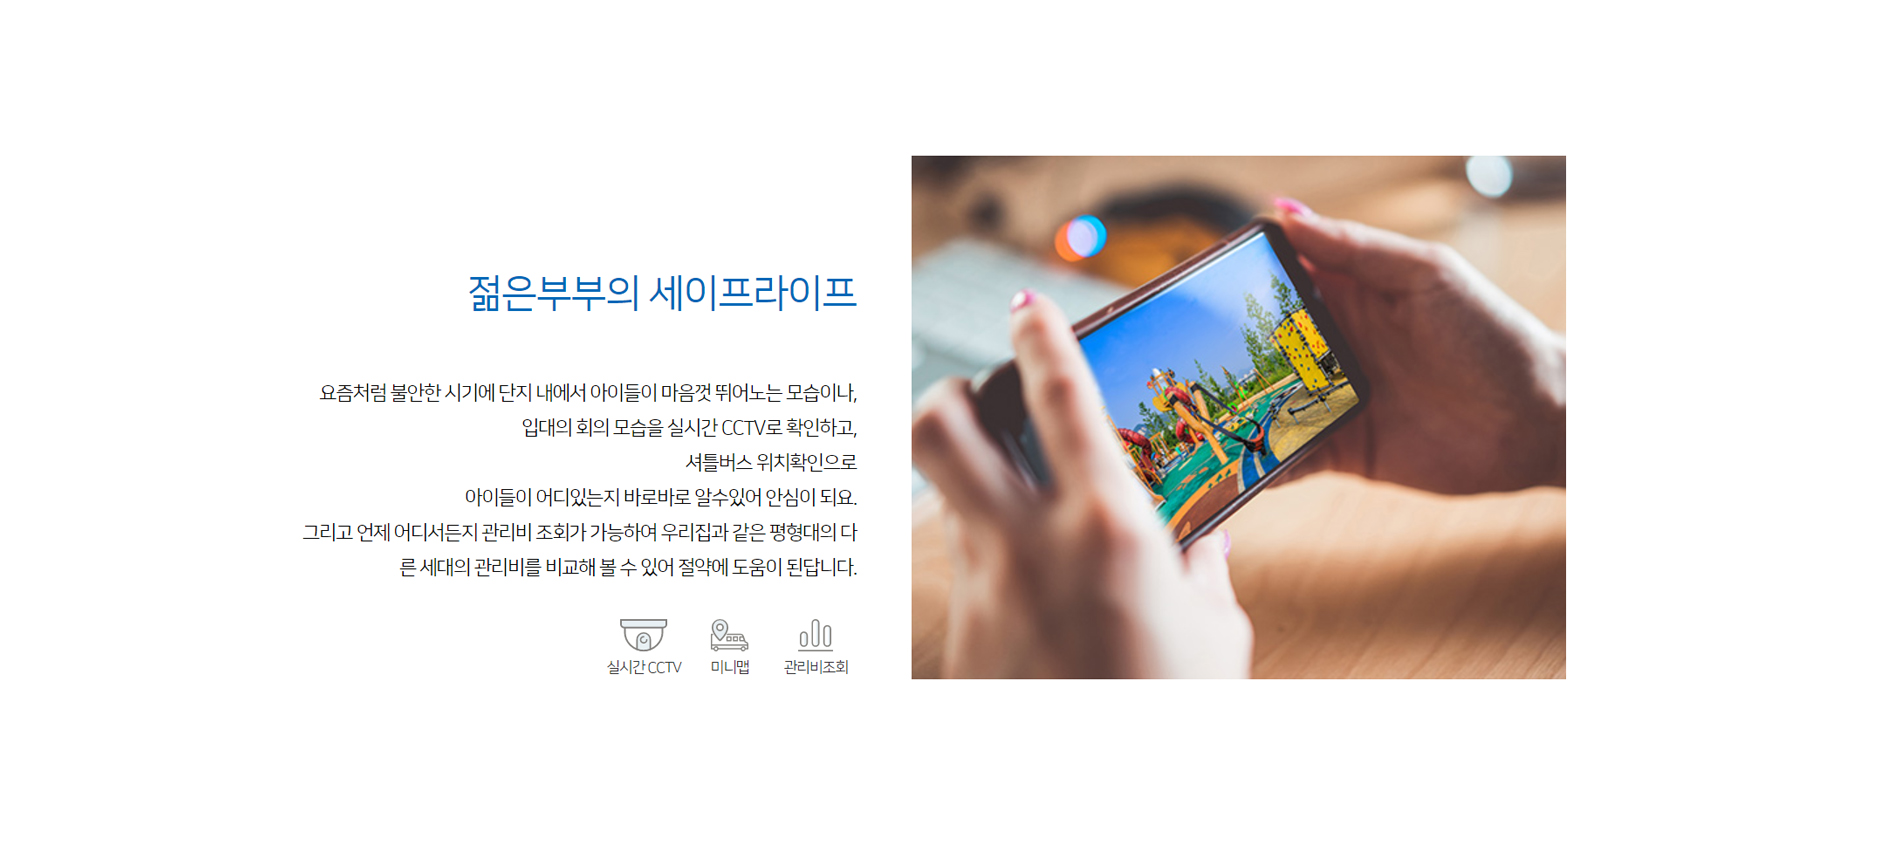 젊은부부의 세이프라이프
요즘처럼 불안한 시기에 단지 내에서 아이들이 마음껏 뛰어노는 모습이나,
입대의 회의 모습을 실시간 CCTV로 확인하고,
셔틀버스 위치확인으로
아이들이 어디있는지 바로바로 알수있어 안심이 되요.
그리고 언제 어디서든지 관리비 조회가 가능하여 우리집과 같은 평형대의 다
른 세대의 관리비를 비교해 볼 수 있어 절약에 도움이 된답니다.
실시간 CCTV
미니맵
관리비조회